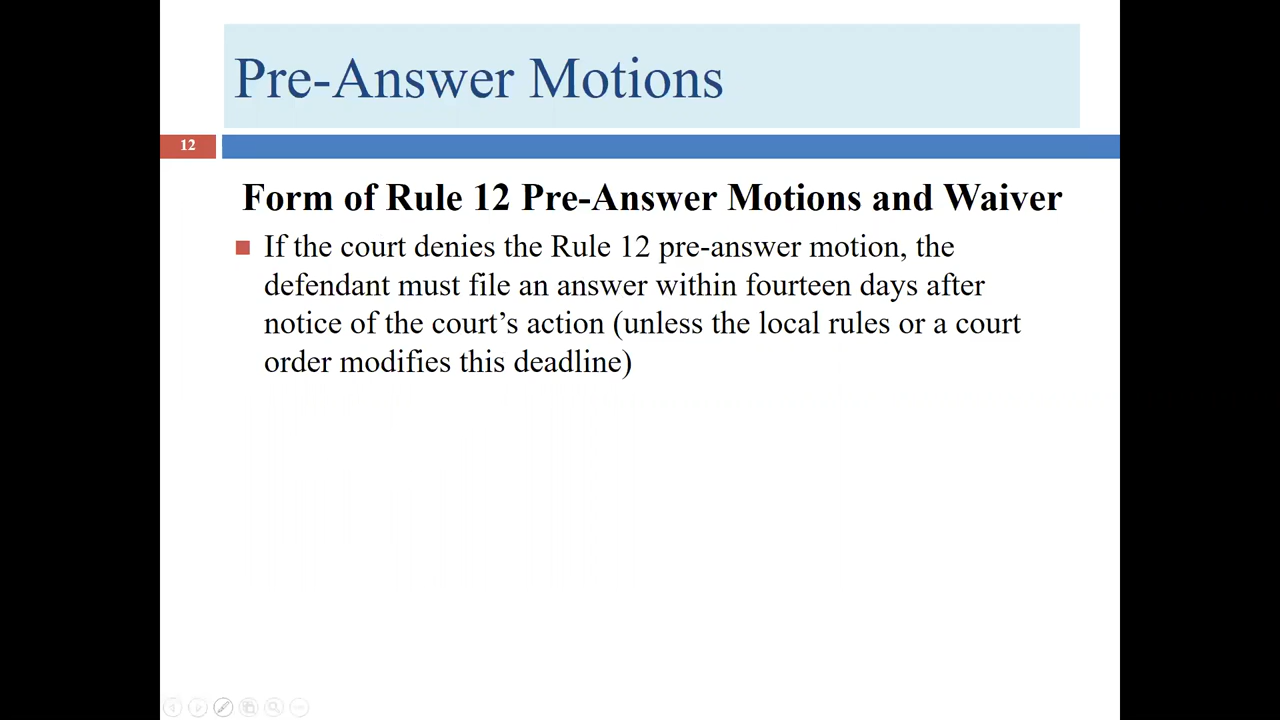 Pre-Answer Motions
12
Form of Rule 12 Pre-Answer Motions and Waiver
If the court denies the Rule 12 pre-answer motion, the
defendant must file an answer within fourteen days after
notice of the court’s action (unless the local rules or a court
order modifies this deadline)